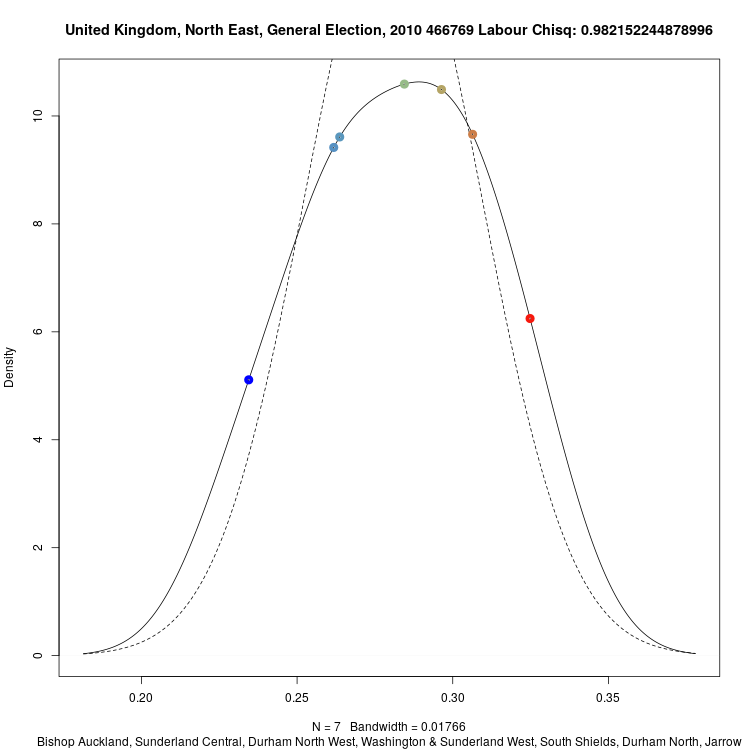 United Kingdom, North East, General Election, 2010 466769 Labour Chisq: 0.982152244878996
Density
10
8
6
4
2
0
0.20 0.25 0.30 0.35
N = 7 Bandwidth = 0.01766
Bishop Auckland, Sunderland Central, Durham North West, Washington & Sunderland West, South Shields, Durham North, Jarrow